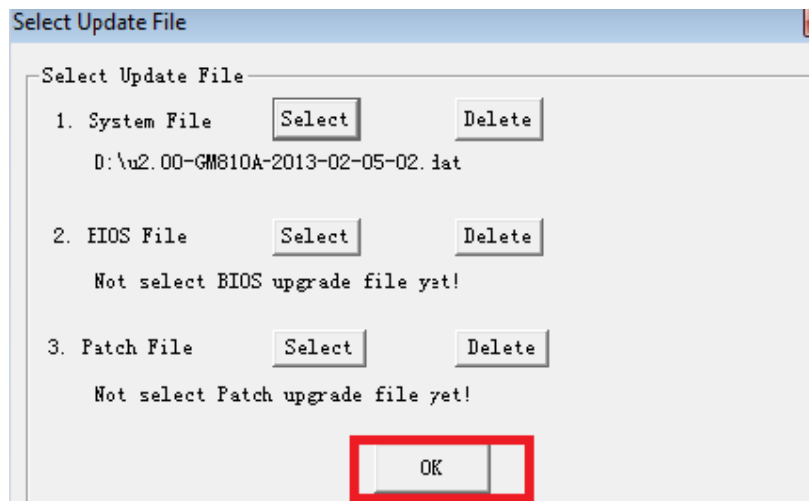 Select Update File
Select Update File
1. System File Select Delete
D:\u2.00-GM810A-2013-02-05-02.dat
2. BIOS File Select Delete
Not select BIOS upgrade file yet!
3. Patch File Select Delete
Not select Patch upgrade file yet!
OK